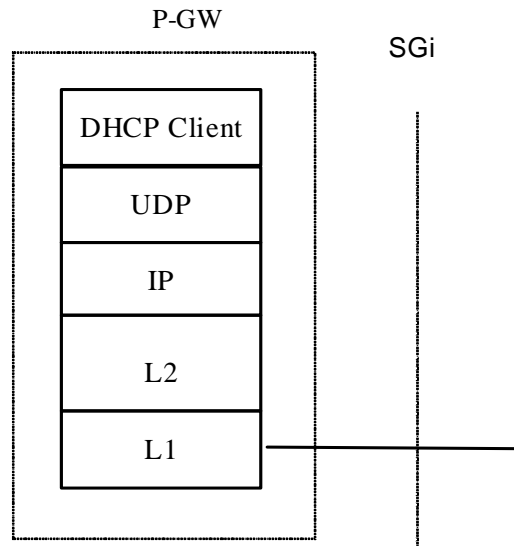 P-GW
SGi
DHCP Client
UDP
IP
L2
L1